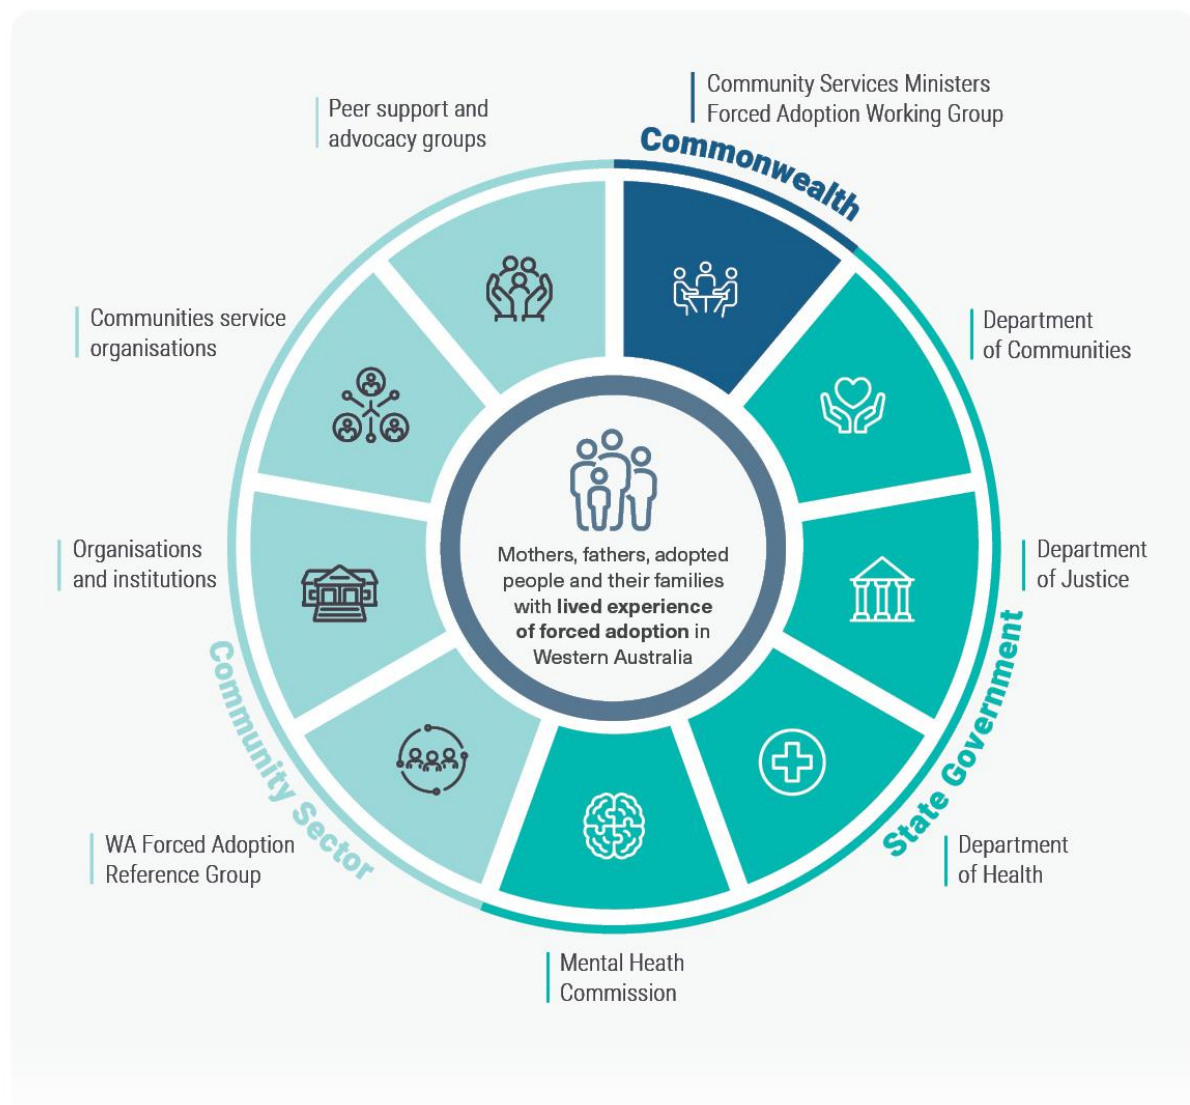 Peer support and
advocacy groups
Community Services Ministers
Forced Adoption Working Group
Commonwealth
Communities service
organisations
Department
of Communities
Organisations
and institutions
Mothers, fathers, adopted
people and their families
with lived experience
of forced adoption in
Western Australia
Department
of Justice
Community Sector
State Government
WA Forced Adoption
Reference Group
Department
of Health
Mental Heath
Commission